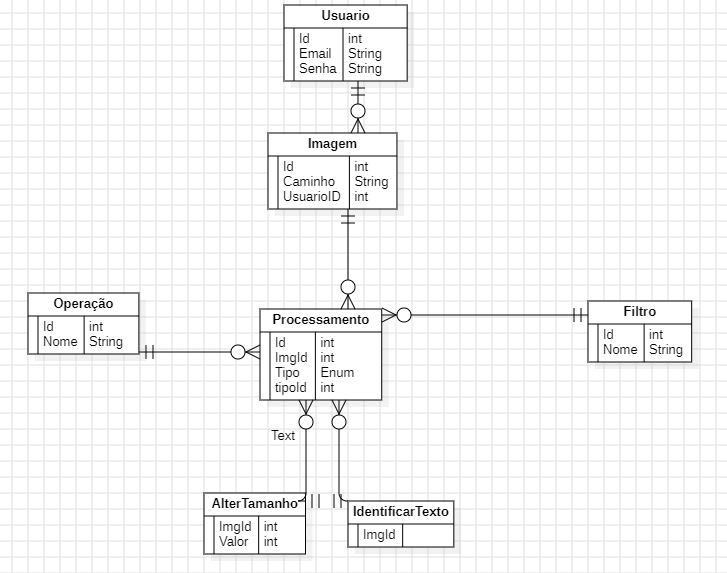 Usuario
Id int
Email String
Senha String
Imagem
Id int
Caminho String
UsuarioID int
Operação
Id int
Nome String
Processamento
Id int
ImgId int
Tipo Enum
tipoId int
Filtro
Id int
Nome String
Text
AlterTamanho
ImgId int
Valor int
IdentificarTexto
ImgId